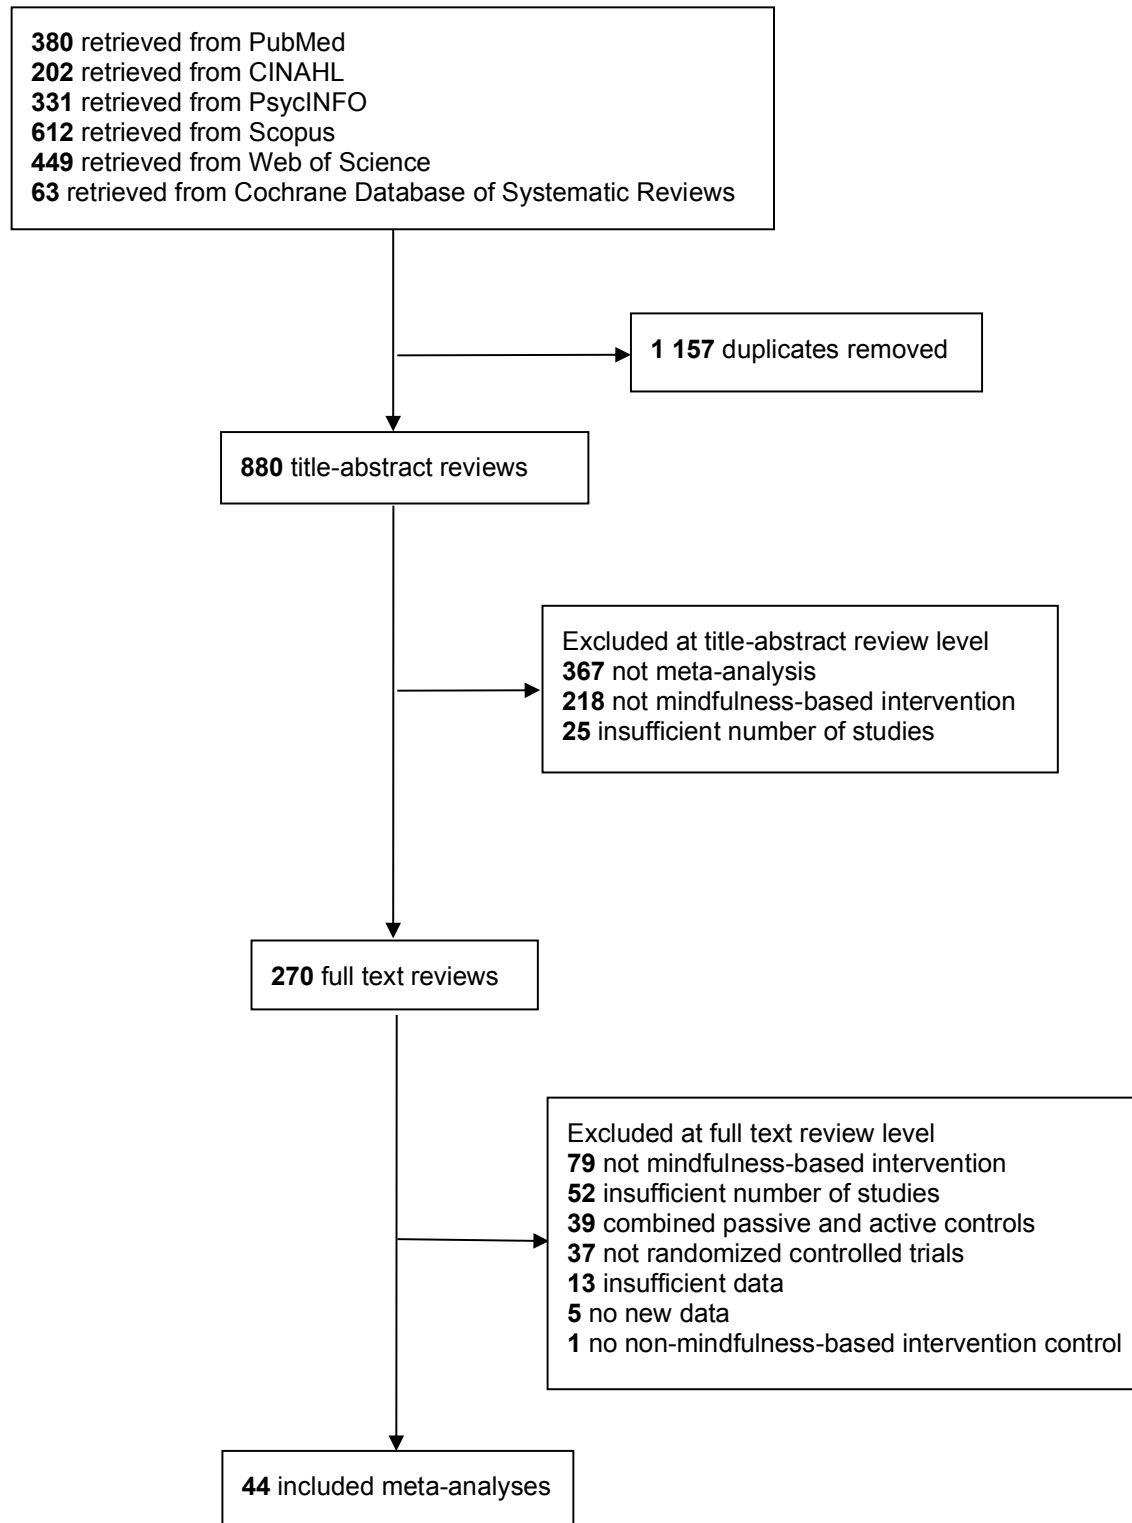 380 retrieved from PubMed
202 retrieved from CINAHL
331 retrieved from PsycINFO
612 retrieved from Scopus
449 retrieved from Web of Science
63 retrieved from Cochrane Database of Systematic Reviews
1 157 duplicates removed
880 title-abstract reviews
Excluded at title-abstract review level
367 not meta-analysis
218 not mindfulness-based intervention
25 insufficient number of studies
270 full text reviews
Excluded at full text review level
79 not mindfulness-based intervention
52 insufficient number of studies
39 combined passive and active controls
37 not randomized controlled trials
13 insufficient data
5 no new data
1 no non-mindfulness-based intervention control
44 included meta-analyses